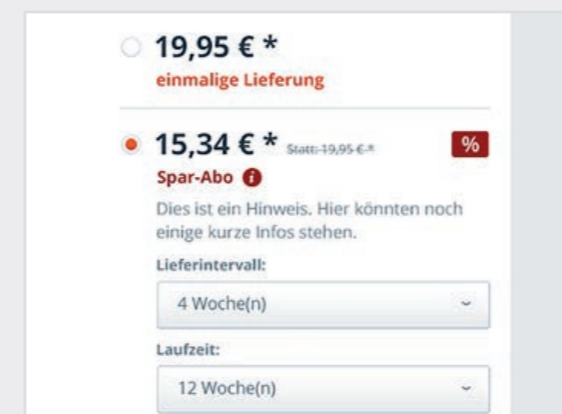 19,95 € *
einmalige Lieferung
15,34 € * Statt: 19,95 € * %
Spar-Abo i
Dies ist ein Hinweis. Hier könnten noch
einige kurze Infos stehen.
Lieferintervall:
4 Woche(n)
Laufzeit:
12 Woche(n)